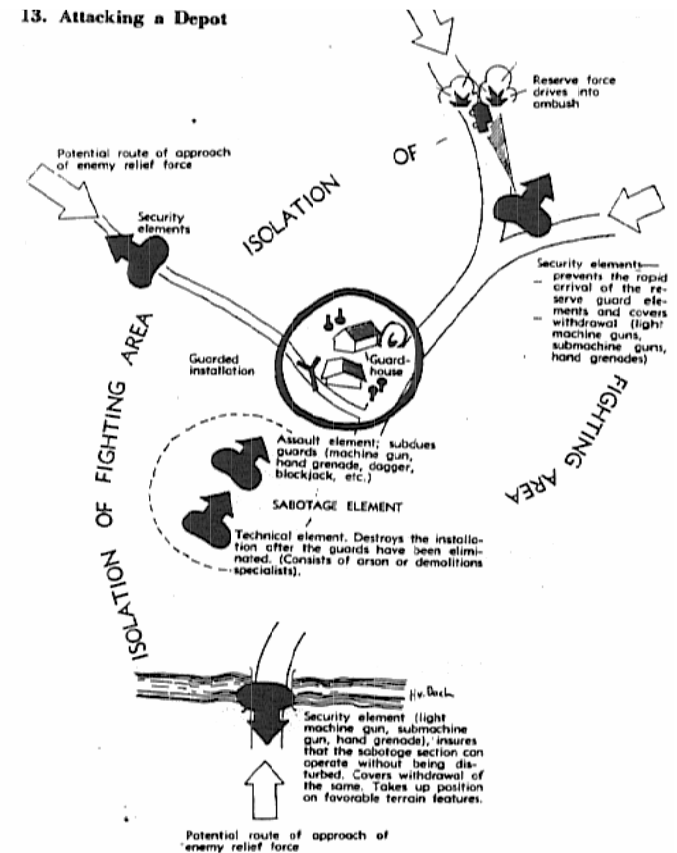 13. Attacking a Depot
Reserve force
drives into
ambush
Potential route of approach
of enemy relief force
ISOLATION OF
Security
elements
Security elements—
prevents the rapid
arrival of the re-
serve guard ele-
ments and covers
withdrawal (light
machine guns,
submachine guns,
hand grenades)
Guarded
installation
6
Guard-
house
FIGHTING AREA
ISOLATION OF FIGHTING AREA
Assault element; subdues
guards (machine gun,
hand grenade, dagger,
blackjack, etc.)
SABOTAGE ELEMENT
Technical element. Destroys the installa-
tion after the guards have been elimi-
nated. (Consists of arson or demolitions
specialists).
Hv. Dach
Security element (light
machine gun, submachine
gun, hand grenade), insures
that the sabotage section can
operate without being dis-
turbed. Covers withdrawal of
the same. Takes up position
on favorable terrain features.
Potential route of approach of
enemy relief force